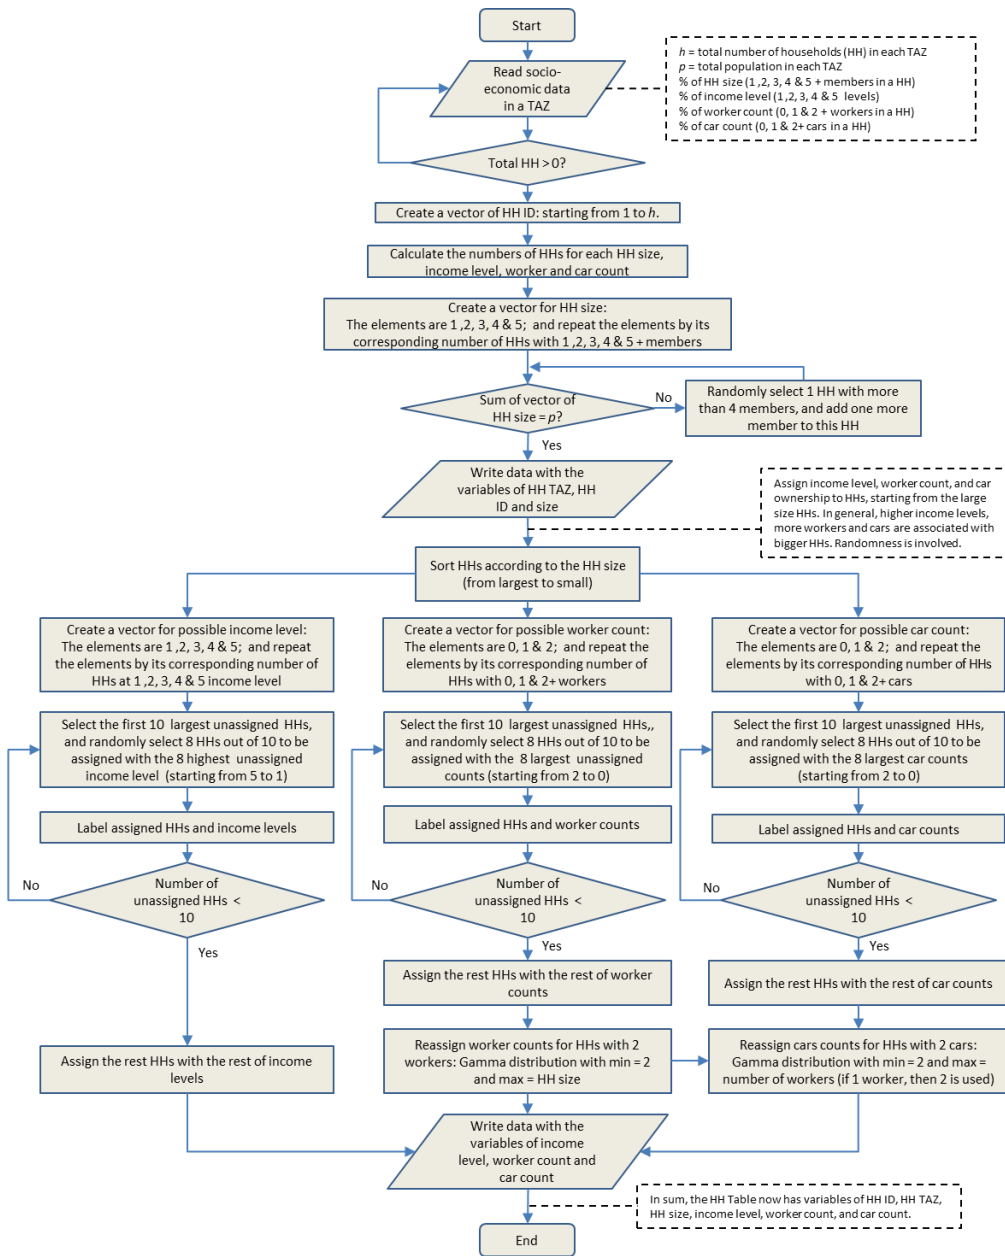 Start
h = total number of households (HH) in each TAZ
p = total population in each TAZ
% of HH size (1 ,2, 3, 4 & 5 + members in a HH)
% of income level (1,2, 3, 4 & 5 levels)
% of worker count (0, 1 & 2 + workers in a HH)
% of car count (0, 1 & 2+ cars in a HH)
Read socio-
economic data
in a TAZ
Total HH > 0?
Create a vector of HH ID: starting from 1 to h.
Calculate the numbers of HHs for each HH size,
income level, worker and car count
Create a vector for HH size:
The elements are 1 ,2, 3, 4 & 5; and repeat the elements by its
corresponding number of HHs with 1 ,2, 3, 4 & 5 + members
Sum of vector of
HH size = p?
No
Randomly select 1 HH with more
than 4 members, and add one more
member to this HH
Yes
Write data with the
variables of HH TAZ, HH
ID and size
Assign income level, worker count, and car
ownership to HHs, starting from the large
size HHs. In general, higher income levels,
more workers and cars are associated with
bigger HHs. Randomness is involved.
Sort HHs according to the HH size
(from largest to small)
Create a vector for possible income level:
The elements are 1 ,2, 3, 4 & 5; and repeat
the elements by its corresponding number of
HHs at 1 ,2, 3, 4 & 5 income level
Create a vector for possible worker count:
The elements are 0, 1 & 2; and repeat the
elements by its corresponding number of
HHs with 0, 1 & 2+ workers
Create a vector for possible car count:
The elements are 0, 1 & 2; and repeat the
elements by its corresponding number of HHs
with 0, 1 & 2+ cars
Select the first 10 largest unassigned HHs,
and randomly select 8 HHs out of 10 to be
assigned with the 8 highest unassigned
income level (starting from 5 to 1)
Select the first 10 largest unassigned HHs,,
and randomly select 8 HHs out of 10 to be
assigned with the 8 largest unassigned
counts (starting from 2 to 0)
Select the first 10 largest unassigned HHs,
and randomly select 8 HHs out of 10 to be
assigned with the 8 largest car counts
(starting from 2 to 0)
Label assigned HHs and income levels
Label assigned HHs and worker counts
Label assigned HHs and car counts
No
Number of
unassigned HHs <
10
Yes
No
Number of
unassigned HHs <
10
Yes
No
Number of
unassigned HHs <
10
Yes
Assign the rest HHs with the rest of worker
counts
Assign the rest HHs with the rest of car counts
Assign the rest HHs with the rest of income
levels
Reassign worker counts for HHs with 2
workers: Gamma distribution with min = 2
and max = HH size
Reassign cars counts for HHs with 2 cars:
Gamma distribution with min = 2 and max =
number of workers (if 1 worker, then 2 is used)
Write data with the
variables of income
level, worker count and
car count
In sum, the HH Table now has variables of HH ID, HH TAZ,
HH size, income level, worker count, and car count.
End